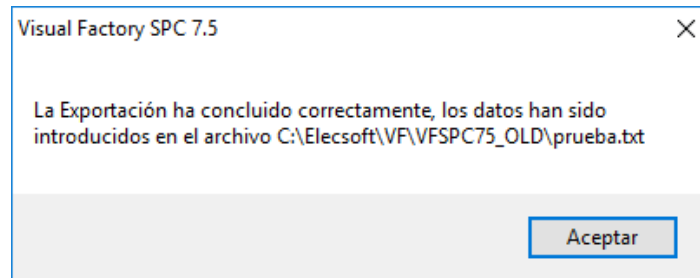 Visual Factory SPC 7.5
La Exportación ha concluido correctamente, los datos han sido
introducidos en el archivo C:\Elecsoft\VF\VFSPC75_OLD\prueba.txt
Aceptar